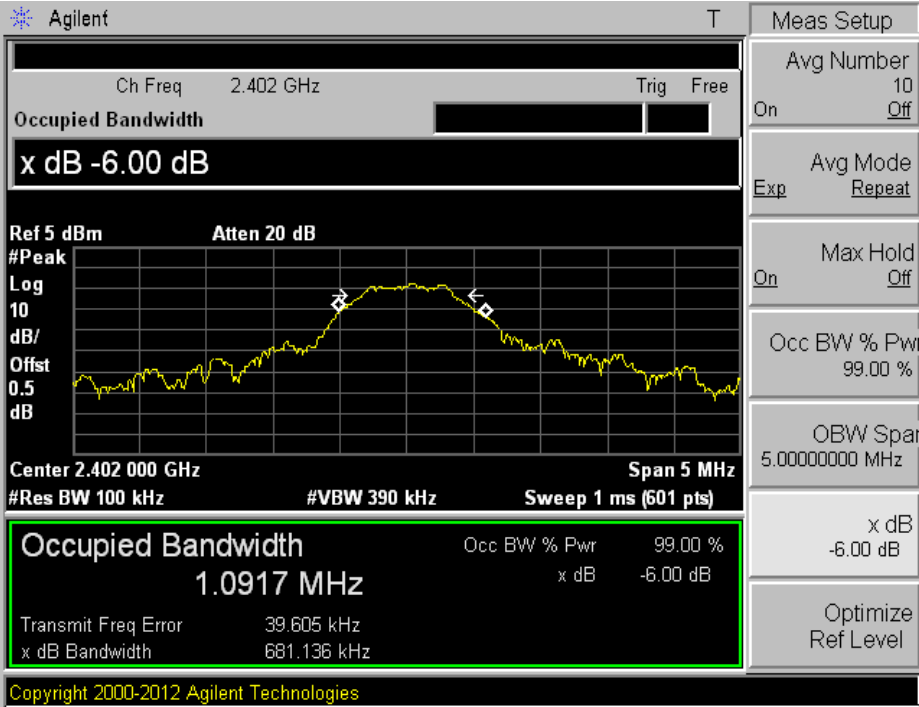 Agilent T
Ch Freq 2.402 GHz Trig Free
Occupied Bandwidth
x dB -6.00 dB
Ref 5 dBm Atten 20 dB
#Peak
Log
10
dB/
Offst
0.5
dB
Center 2.402 000 GHz Span 5 MHz
#Res BW 100 kHz #VBW 390 kHz Sweep 1 ms (601 pts)
Occupied Bandwidth Occ BW % Pwr 99.00 %
1.0917 MHz x dB -6.00 dB
Transmit Freq Error 39.605 kHz
x dB Bandwidth 681.136 kHz
Copyright 2000-2012 Agilent Technologies
Meas Setup
Avg Number
10
On Off
Avg Mode
Exp Repeat
Max Hold
On Off
Occ BW % Pwr
99.00 %
OBW Span
5.00000000 MHz
x dB
-6.00 dB
Optimize
Ref Level